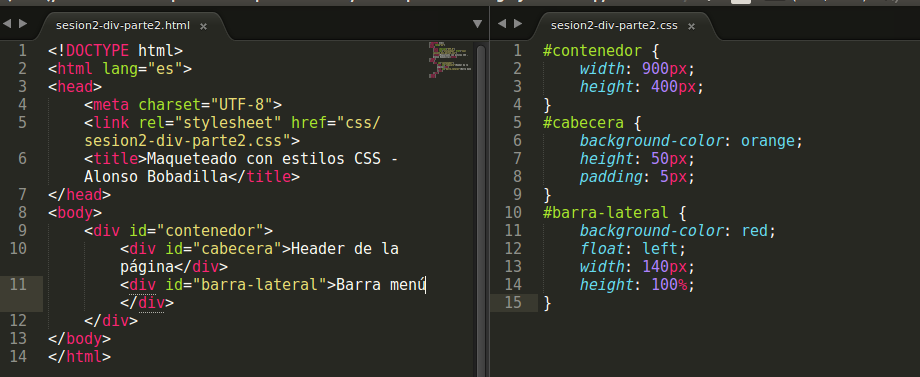 sesion2-div-parte2.html ×
1 <!DOCTYPE html>
2 <html lang="es">
3 <head>
4 <meta charset="UTF-8">
5 <link rel="stylesheet" href="css/
sesion2-div-parte2.css">
6 <title>Maqueteado con estilos CSS -
Alonso Bobadilla</title>
7 </head>
8 <body>
9 <div id="contenedor">
10 <div id="cabecera">Header de la
página</div>
11 <div id="barra-lateral">Barra menú
</div>
12 </div>
13 </body>
14 </html>
sesion2-div-parte2.css ×
1 #contenedor {
2 width: 900px;
3 height: 400px;
4 }
5 #cabecera {
6 background-color: orange;
7 height: 50px;
8 padding: 5px;
9 }
10 #barra-lateral {
11 background-color: red;
12 float: left;
13 width: 140px;
14 height: 100%;
15 }